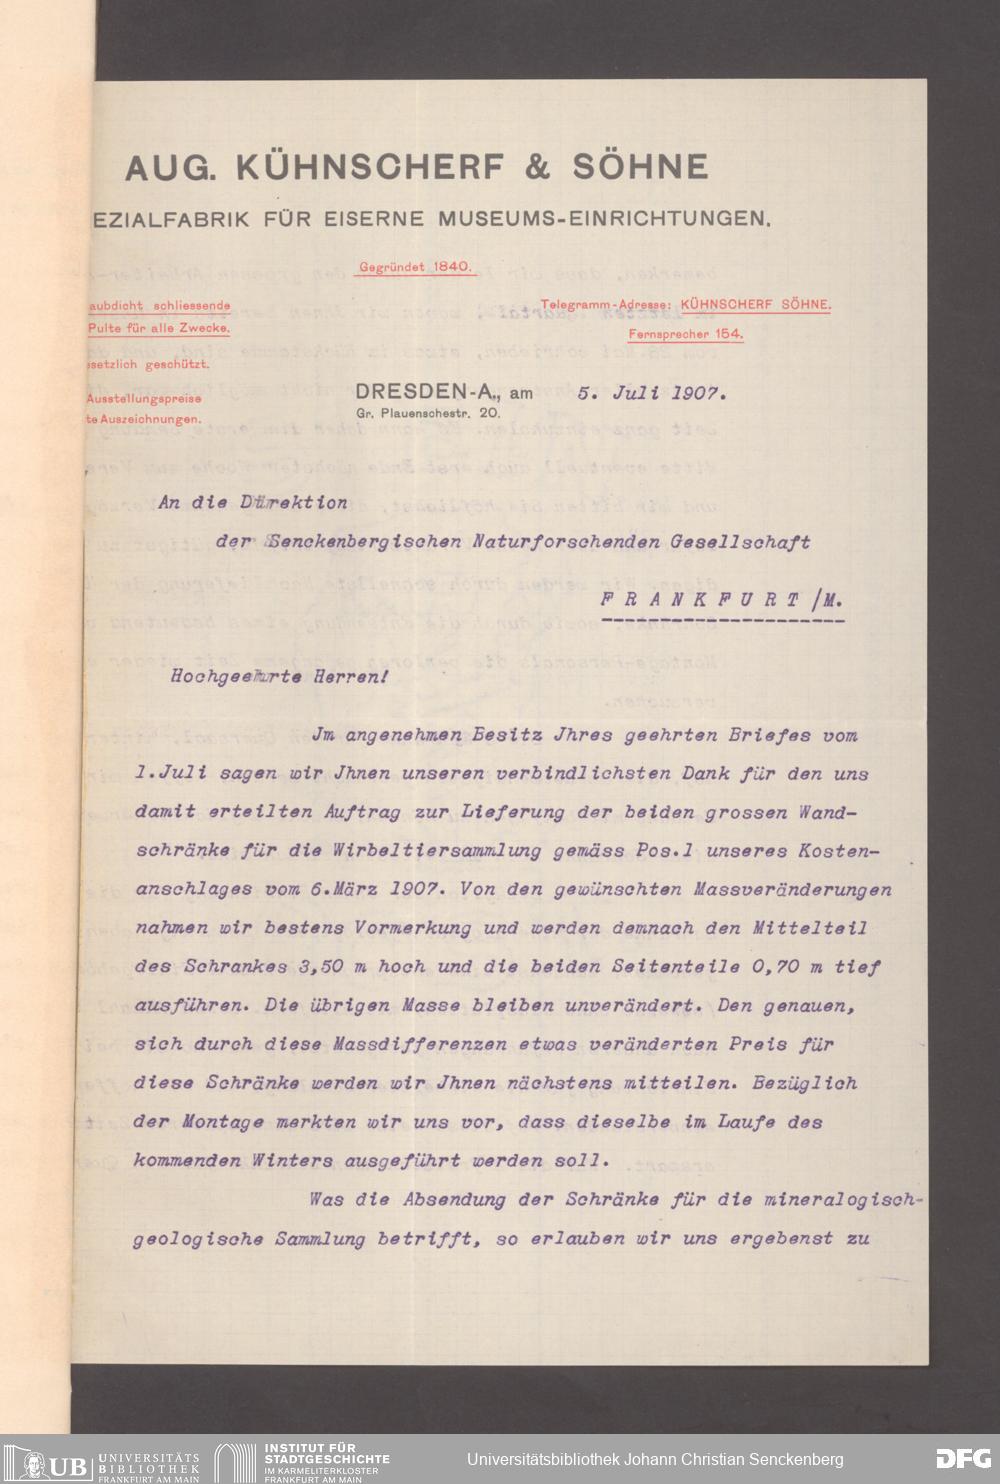 AUG. KÜHNSCHERF & SÖHNE
EZIALFABRIK FÜR EISERNE MUSEUMS-EINRICHTUNGEN.
Gegründet 1840.
aubdicht schliessende
Pulte für alle Zwecke.
setzlich geschützt.
Ausstellungspreise
te Auszeichnungen.
Telegramm-Adresse: KÜHNSCHERF SÖHNE.
Fernsprecher 154.
DRESDEN-A., am 5. Juli 1907.
Gr. Plauenschestr. 20.
An die Direktion
der Senckenbergischen Naturforschenden Gesellschaft
FRANKFURT/M.
Hochgeehrte Herren!
Jm angenehmen Besitz Jhres geehrten Briefes vom
1.Juli sagen wir Jhnen unseren verbindlichsten Dank für den uns
damit erteilten Auftrag zur Lieferung der beiden grossen Wand-
schränke für die Wirbeltiersammlung gemäss Pos.1 unseres Kosten-
anschlages vom 6.März 1907. Von den gewünschten Massveränderungen
nahmen wir bestens Vormerkung und werden demnach den Mittelteil
des Schrankes 3,50 m hoch und die beiden Seitenteile 0,70 m tief
ausführen. Die übrigen Masse bleiben unverändert. Den genauen,
sich durch diese Massdifferenzen etwas veränderten Preis für
diese Schränke werden wir Jhnen nächstens mitteilen. Bezüglich
der Montage merkten wir uns vor, dass dieselbe im Laufe des
kommenden Winters ausgeführt werden soll.
Was die Absendung der Schränke für die mineralogisch-
geologische Sammlung betrifft, so erlauben wir uns ergebenst zu
UB UNIVERSITÄTS
BIBLIOTHEK
FRANKFURT AM MAIN
INSTITUT FÜR
STADTGESCHICHTE
IM KARMELITERKLOSTER
FRANKFURT AM MAIN
Universitätsbibliothek Johann Christian Senckenberg
DFG